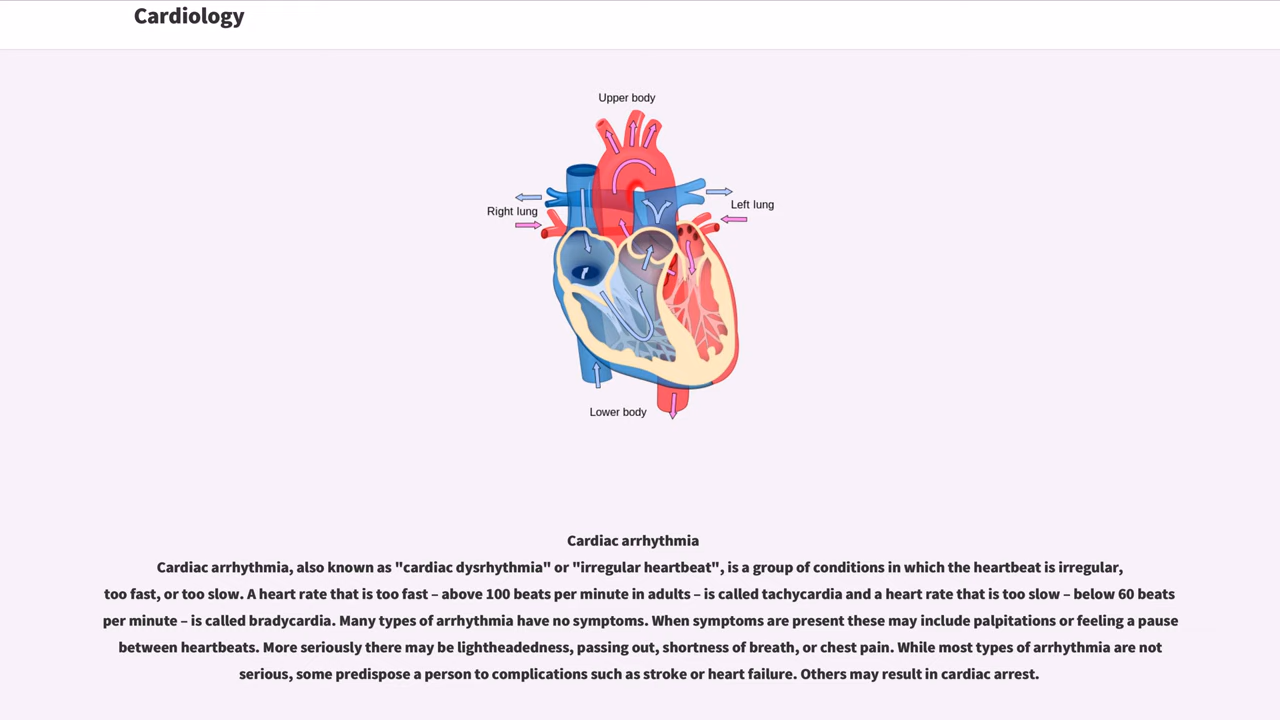 Cardiology
Upper body
Right lung
Left lung
Lower body
Cardiac arrhythmia
Cardiac arrhythmia, also known as "cardiac dysrhythmia" or "irregular heartbeat", is a group of conditions in which the heartbeat is irregular,
too fast, or too slow. A heart rate that is too fast – above 100 beats per minute in adults – is called tachycardia and a heart rate that is too slow – below 60 beats
per minute – is called bradycardia. Many types of arrhythmia have no symptoms. When symptoms are present these may include palpitations or feeling a pause
between heartbeats. More seriously there may be lightheadedness, passing out, shortness of breath, or chest pain. While most types of arrhythmia are not
serious, some predispose a person to complications such as stroke or heart failure. Others may result in cardiac arrest.